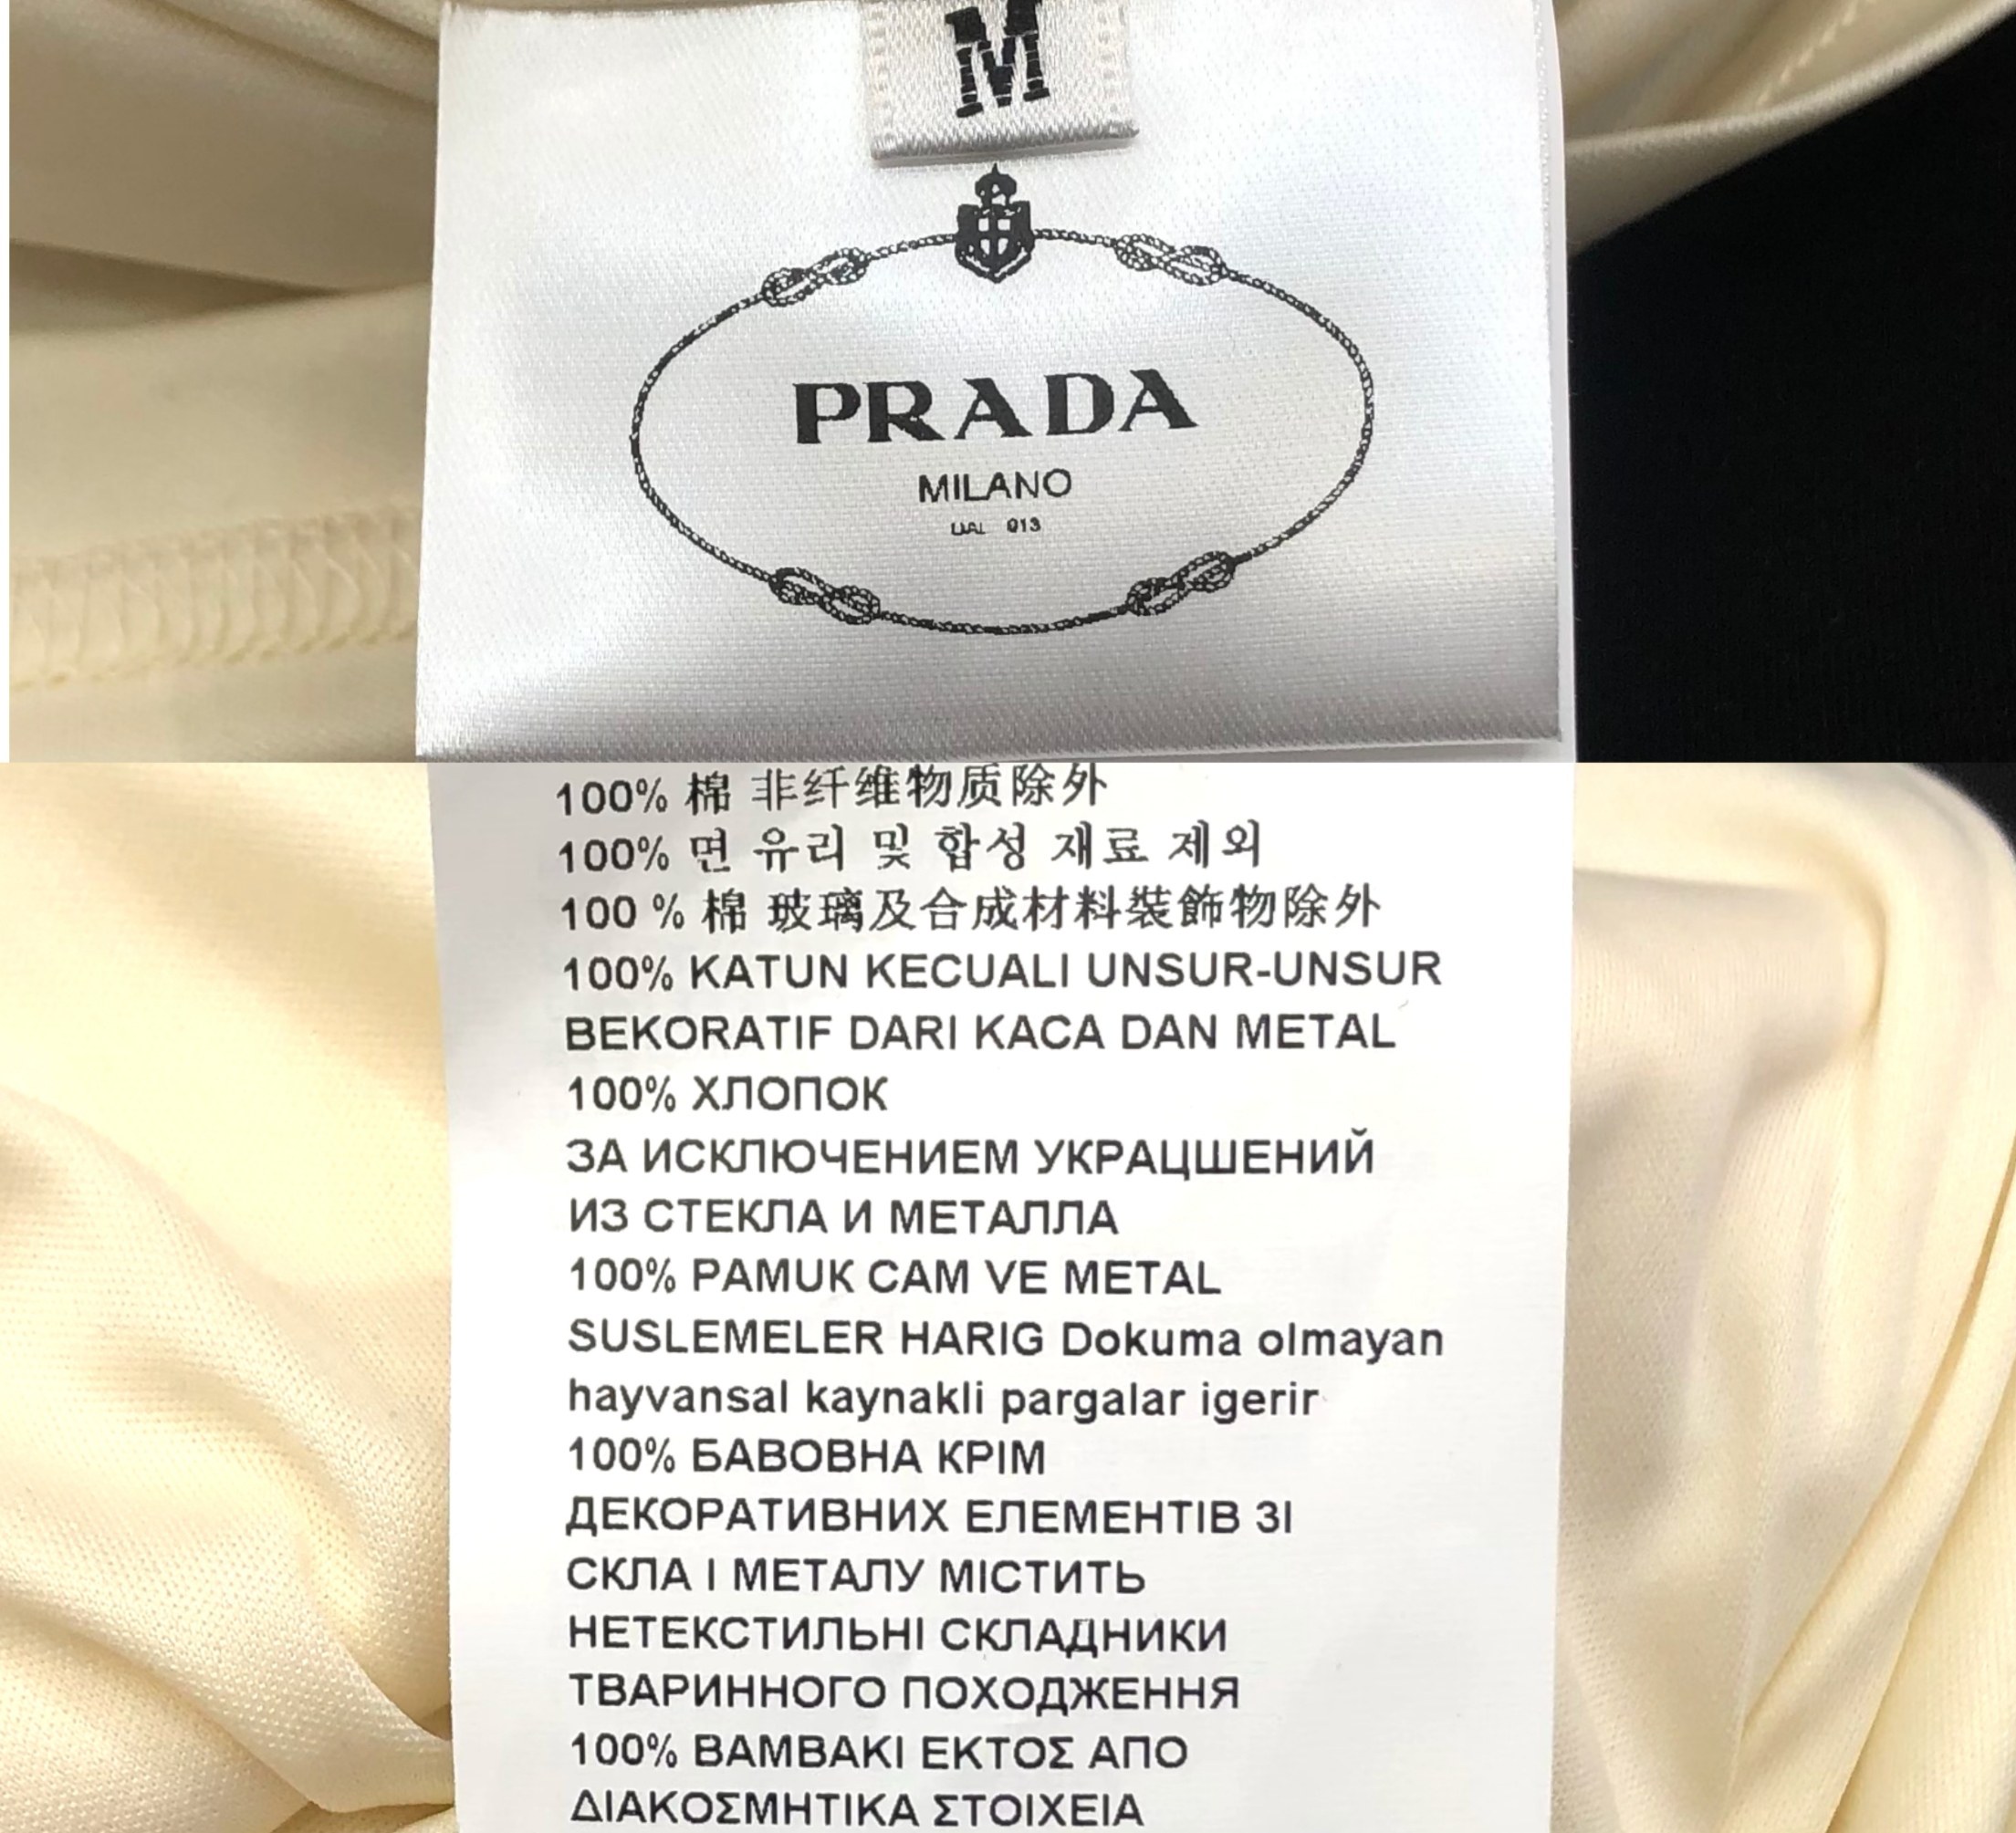 M
PRADA
MILANO
100% 棉 非纤维物质除外
100% 면 유리 및 합성 재료 제외
100 % 棉 玻璃及合成材料裝飾物除外
100% KATUN KECUALI UNSUR-UNSUR
BEKORATIF DARI KACA DAN METAL
100% ХЛОПОК
ЗА ИСКЛЮЧЕНИЕМ УКРАЦШЕНИЙ
ИЗ СТЕКЛА И МЕТАЛЛА
100% PAMUK CAM VE METAL
SUSLEMELER HARIG Dokuma olmayan
hayvansal kaynakli pargalar igerir
100% БАВОВНА КРІМ
ДЕКОРАТИВНИХ ЕЛЕМЕНТІВ ЗІ
СКЛА І МЕТАЛУ МІСТИТЬ
НЕТЕКСТИЛЬНІ СКЛАДНИКИ
ТВАРИННОГО ПОХОДЖЕННЯ
100% ΒΑΜΒΑΚΙ ΕΚΤΟΣ ΑΠΟ
ΔΙΑΚΟΣΜΗΤΙΚΑ ΣΤΟΙΧΕΙΑ